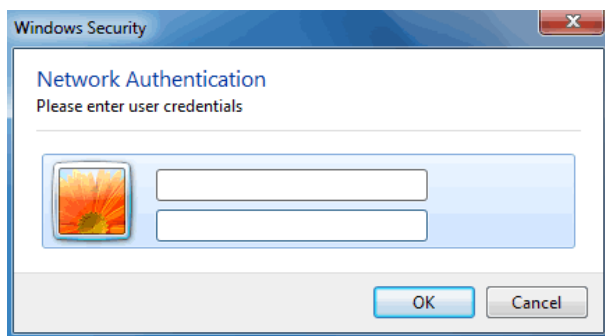 Windows Security
Network Authentication
Please enter user credentials
OK
Cancel